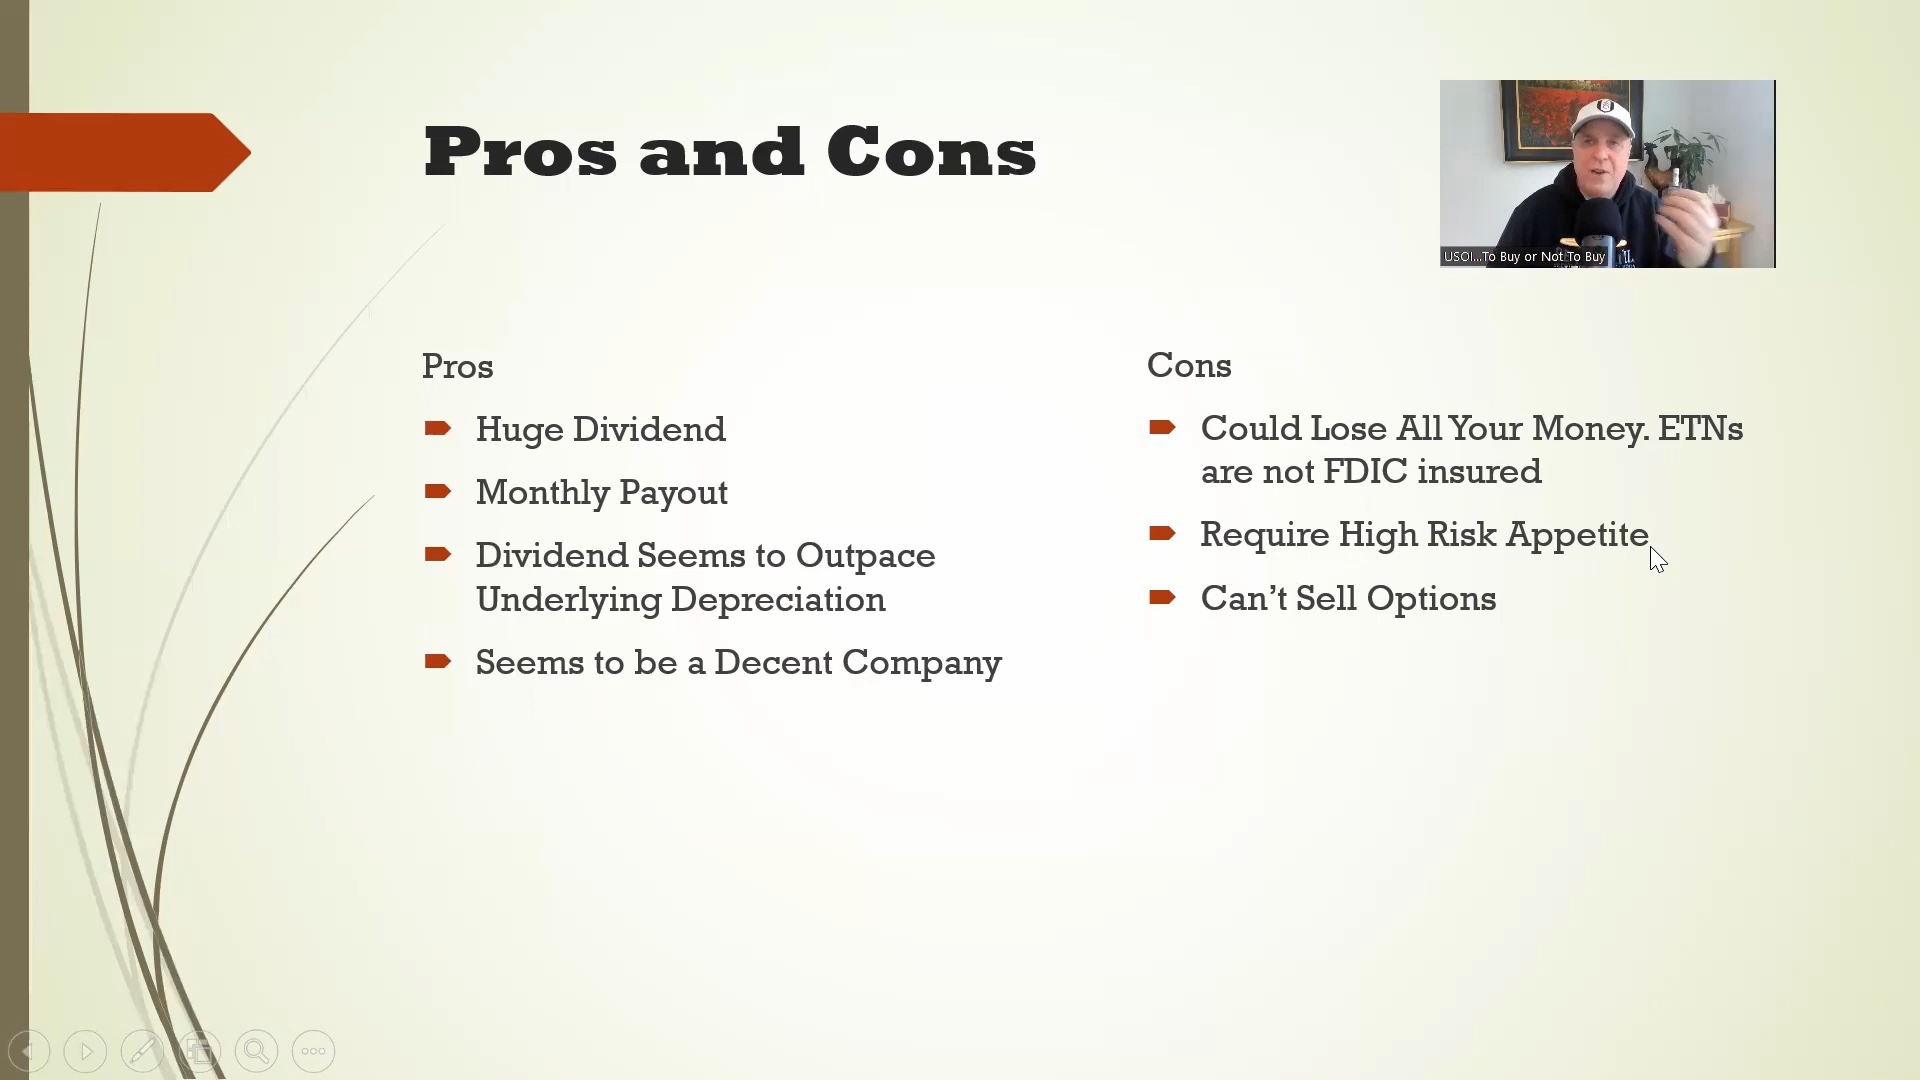 Pros and Cons
USOI...To Buy or Not To Buy
Pros
Huge Dividend
Monthly Payout
Dividend Seems to Outpace
Underlying Depreciation
Seems to be a Decent Company
Cons
Could Lose All Your Money. ETNs
are not FDIC insured
Require High Risk Appetite
Can’t Sell Options